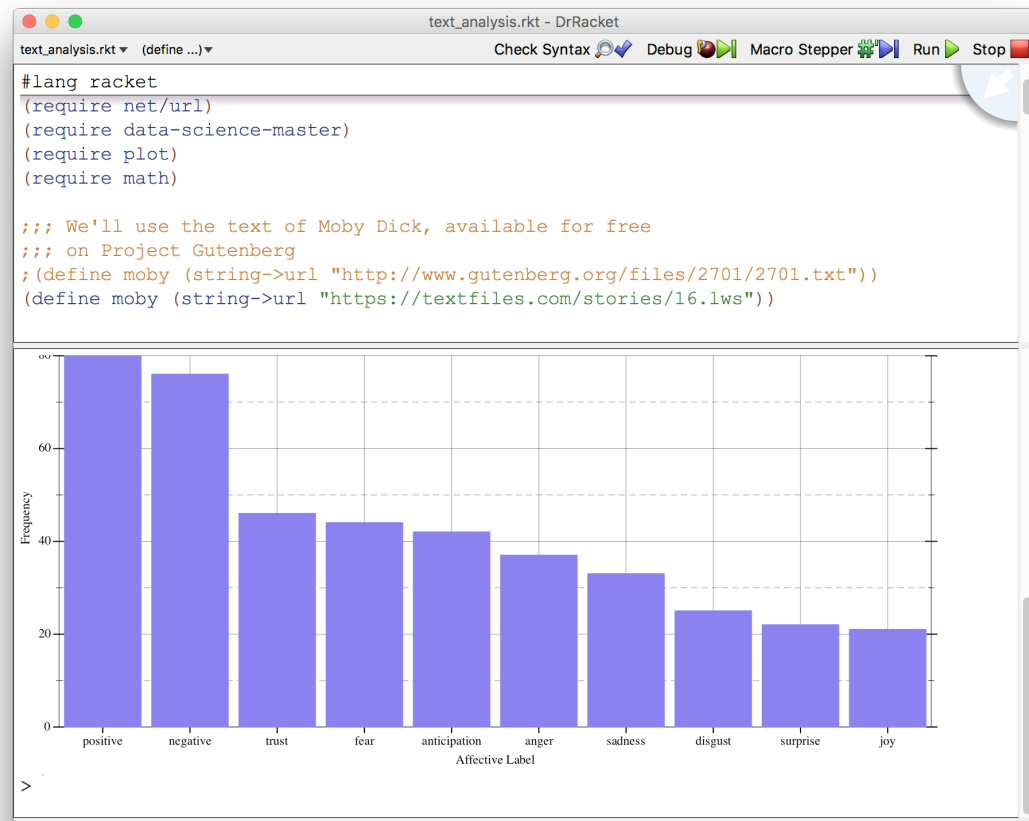 text_analysis.rkt - DrRacket
text_analysis.rkt (define ...) Check Syntax Debug Macro Stepper Run Stop
#lang racket
(require net/url)
(require data-science-master)
(require plot)
(require math)
;;; We'll use the text of Moby Dick, available for free
;;; on Project Gutenberg
;(define moby (string->url "http://www.gutenberg.org/files/2701/2701.txt"))
(define moby (string->url "https://textfiles.com/stories/16.lws"))
80
60
Frequency
40
20
0
positive negative trust fear anticipation anger sadness disgust surprise joy
Affective Label
>